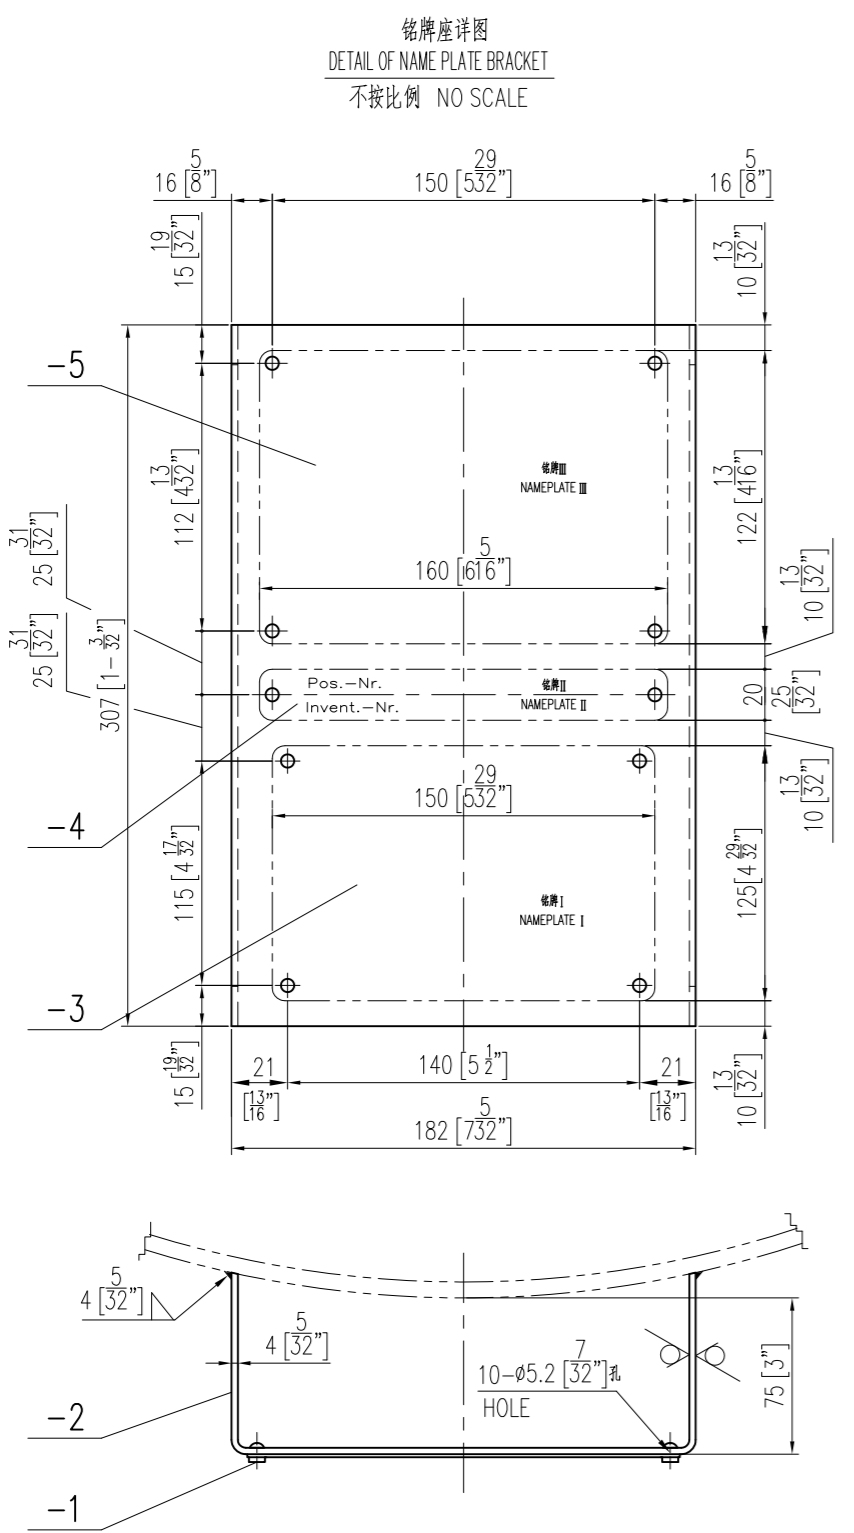 铭牌座详图
DETAIL OF NAME PLATE BRACKET
不按比例 NO SCALE
16 [5/8"]
150 [5 29/32"]
16 [5/8"]
15 [19/32"]
10 [13/32"]
-5
112 [4 13/32"]
122 [4 13/16"]
铭牌Ⅲ
NAMEPLATE Ⅲ
160 [6 5/16"]
25 [31/32"]
25 [31/32"]
307 [1- 3/32"]
10 [13/32"]
Pos.-Nr.
Invent.-Nr.
铭牌Ⅱ
NAMEPLATE Ⅱ
20 [25/32"]
10 [13/32"]
-4
150 [5 29/32"]
115 [4 17/32"]
125 [4 29/32"]
铭牌Ⅰ
NAMEPLATE Ⅰ
-3
15 [19/32"]
21 [13/16"]
140 [5 1/2"]
21 [13/16"]
10 [13/32"]
182 [7 5/32"]
4 [5/32"]
4 [5/32"]
10-ø5.2 [7/32"]孔
HOLE
75 [3"]
-2
-1